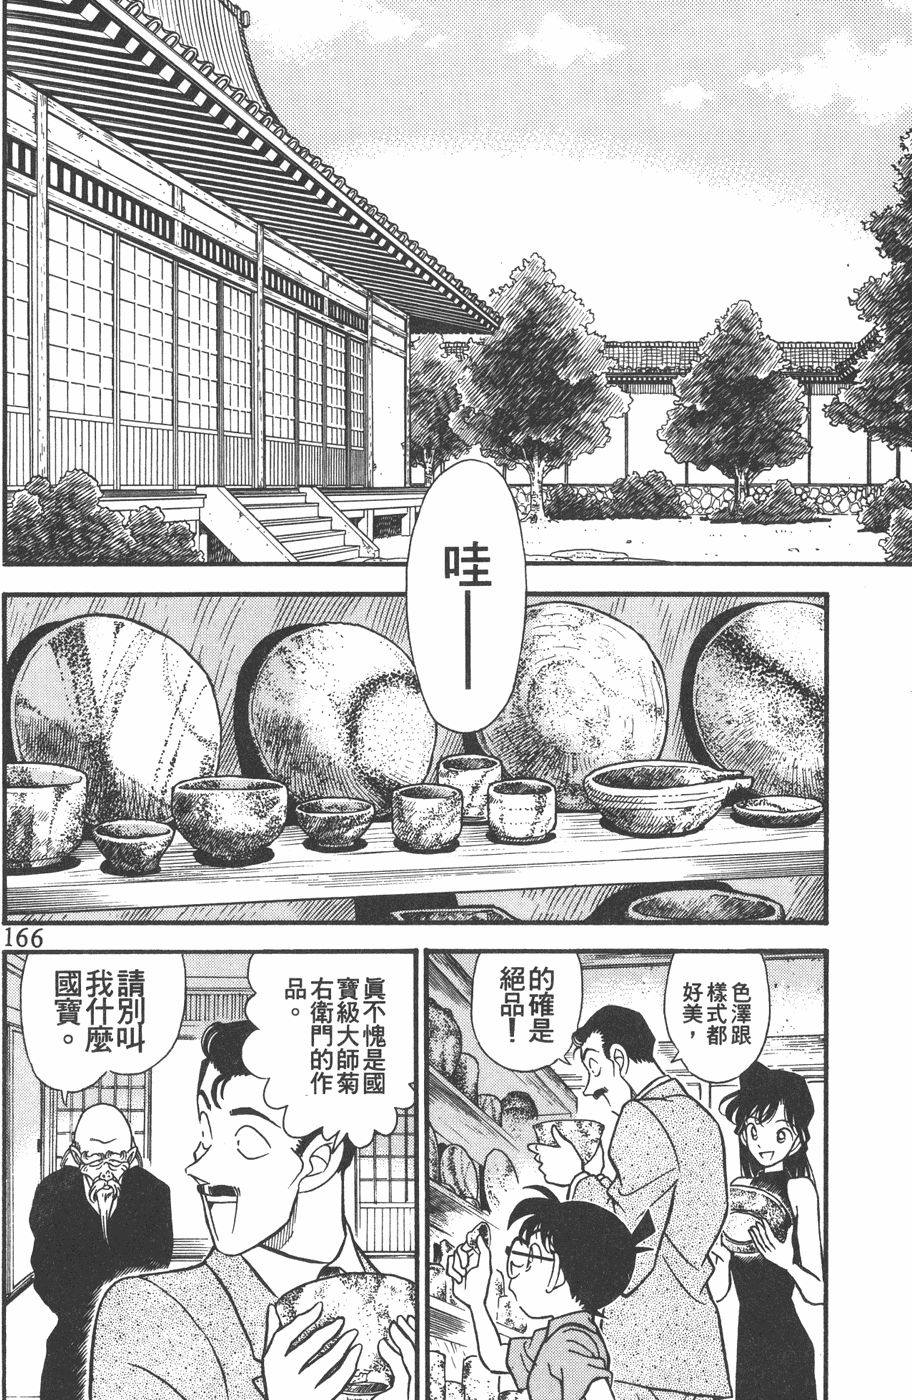 哇——
色澤跟
樣式都
好美，
的確是
絕品！
眞不愧是國
寶級大師菊
右衛門的作
品。
請別叫
我什麼
國寶。
166